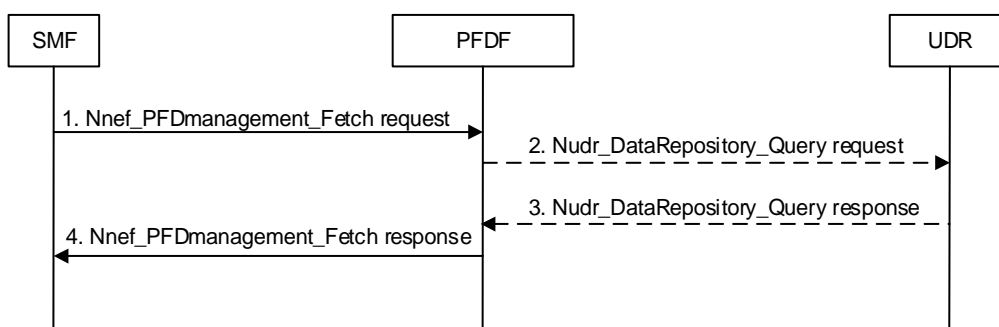 SMF
PFDF
UDR
1. Nnef_PFDmanagement_Fetch request
2. Nudr_DataRepository_Query request
3. Nudr_DataRepository_Query response
4. Nnef_PFDmanagement_Fetch response